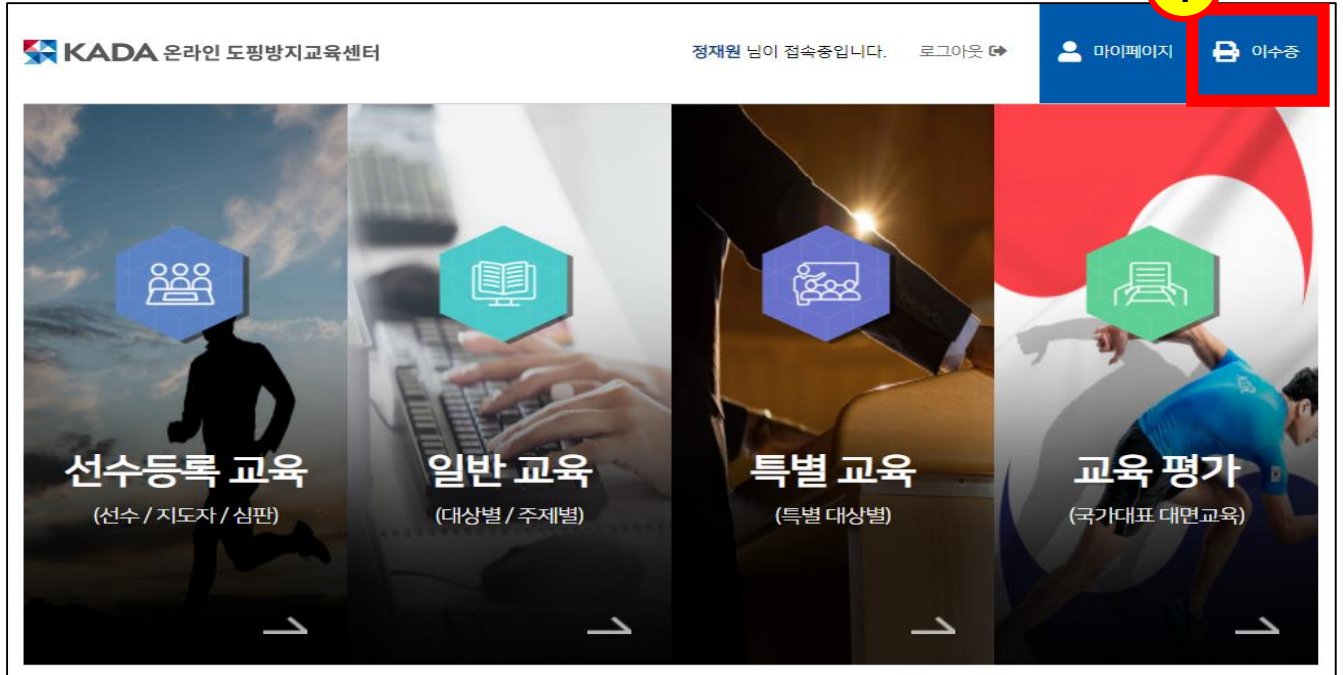 KADA 온라인 도핑방지교육센터
정재원 님이 접속중입니다. 로그아웃
마이페이지
이수증
선수등록 교육
(선수 / 지도자 / 심판)
일반 교육
(대상별 / 주제별)
특별 교육
(특별 대상별)
교육 평가
(국가대표 대면교육)
KOR